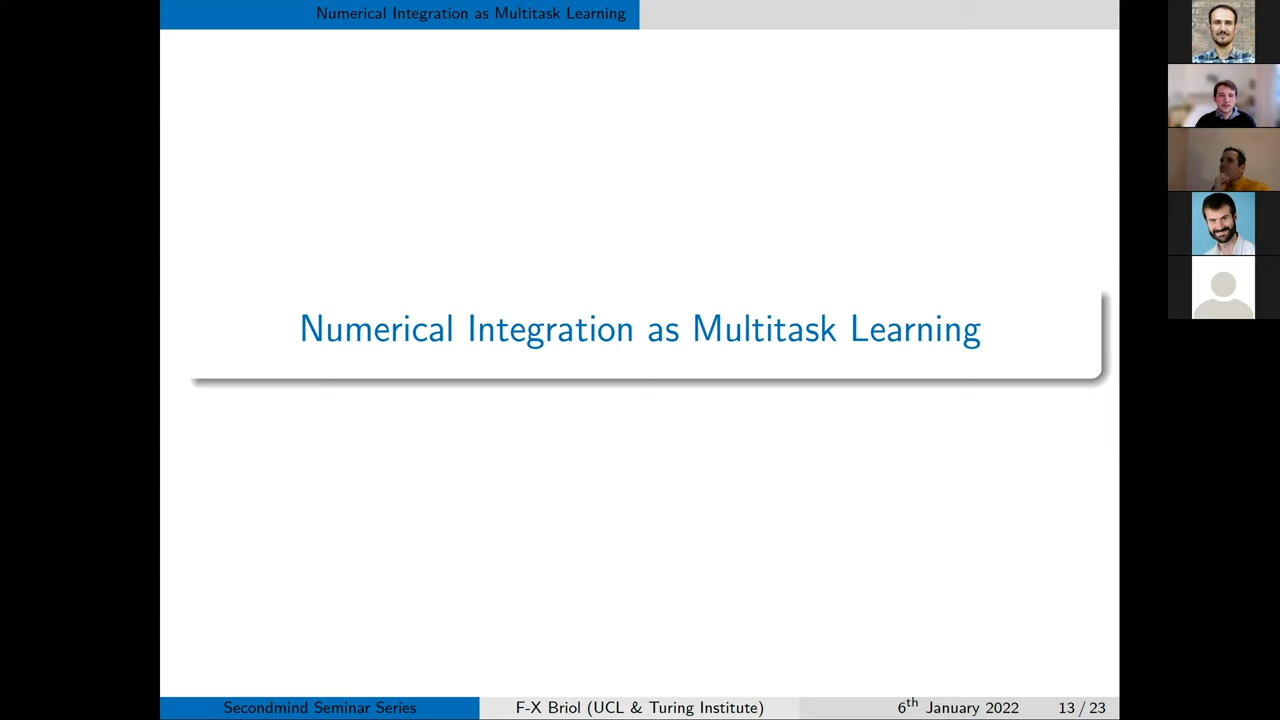 Numerical Integration as Multitask Learning
Numerical Integration as Multitask Learning
Secondmind Seminar Series
F-X Briol (UCL & Turing Institute)
6th January 2022
13 / 23